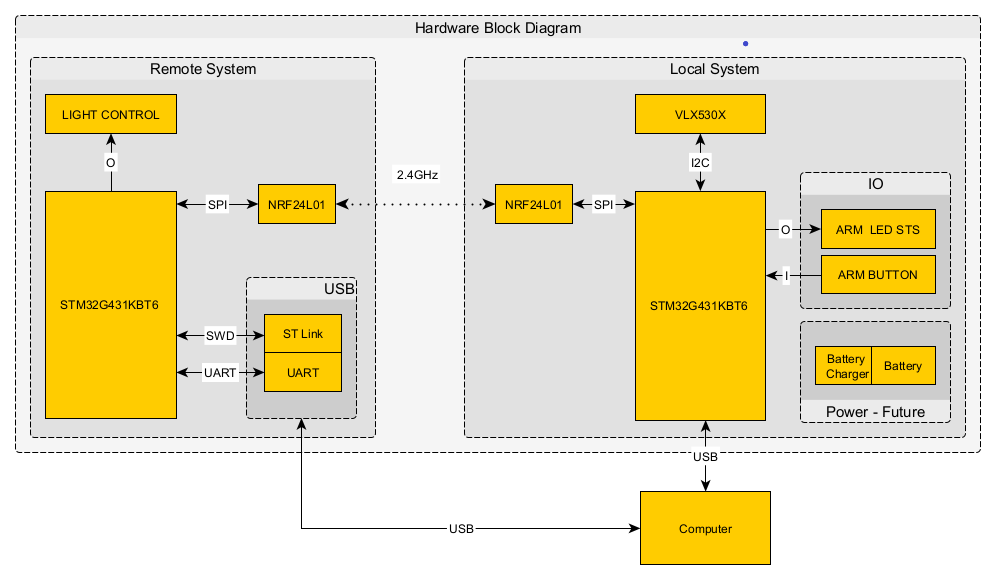 Hardware Block Diagram
Remote System
Local System
LIGHT CONTROL
VLX530X
O
I2C
2.4GHz
IO
SPI
NRF24L01
NRF24L01
SPI
O
ARM LED STS
I
ARM BUTTON
USB
STM32G431KBT6
STM32G431KBT6
SWD
ST Link
UART
UART
Battery
Charger
Battery
Power - Future
USB
USB
Computer